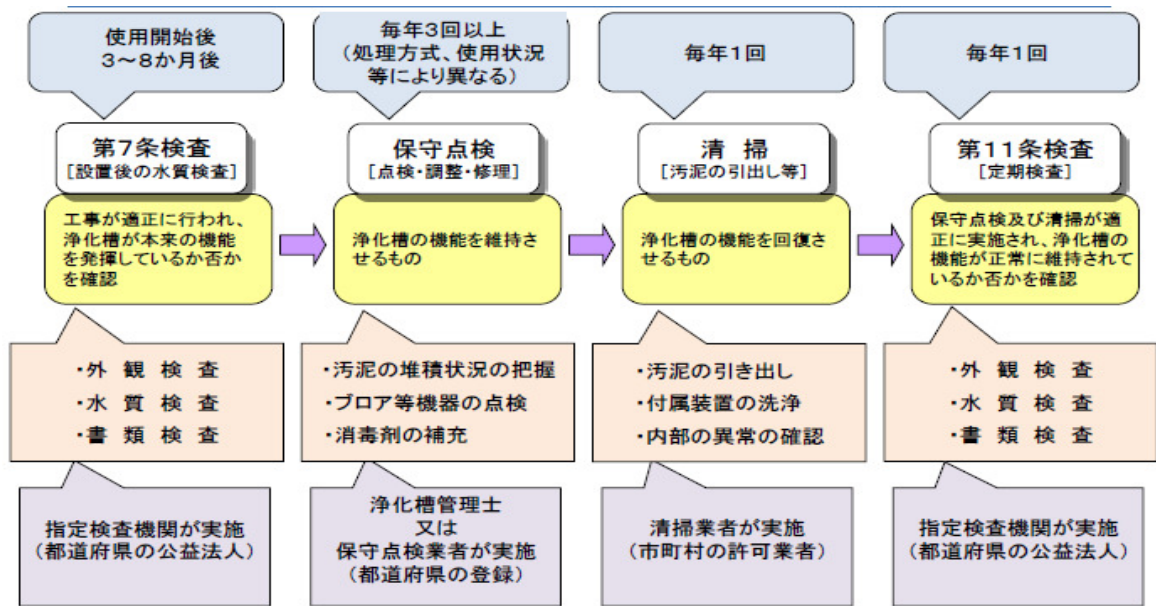 使用開始後
3～8か月後
毎年3回以上
(処理方式、使用状況
等により異なる)
毎年1回
毎年1回
第7条検査
[設置後の水質検査]
保守点検
[点検・調整・修理]
清 掃
[汚泥の引出し等]
第11条検査
[定期検査]
工事が適正に行われ、
浄化槽が本来の機能
を発揮しているか否か
を確認
浄化槽の機能を維持さ
せるもの
浄化槽の機能を回復さ
せるもの
保守点検及び清掃が適
正に実施され、浄化槽の
機能が正常に維持されて
いるか否かを確認
・外 観 検 査
・水 質 検 査
・書 類 検 査
・汚泥の堆積状況の把握
・ブロア等機器の点検
・消毒剤の補充
・汚泥の引き出し
・付属装置の洗浄
・内部の異常の確認
・外 観 検 査
・水 質 検 査
・書 類 検 査
指定検査機関が実施
(都道府県の公益法人)
浄化槽管理士
又は
保守点検業者が実施
(都道府県の登録)
清掃業者が実施
(市町村の許可業者)
指定検査機関が実施
(都道府県の公益法人)